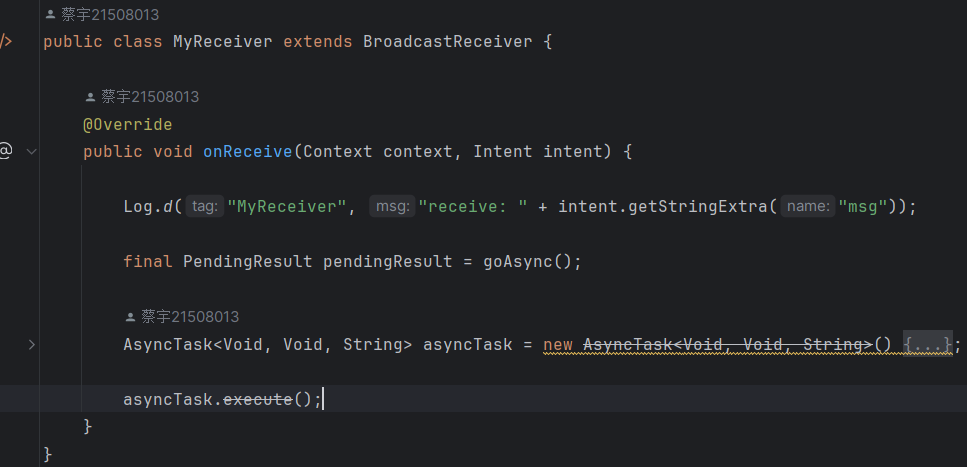 蔡宇21508013
public class MyReceiver extends BroadcastReceiver {
蔡宇21508013
@Override
public void onReceive(Context context, Intent intent) {
Log.d( tag: "MyReceiver", msg: "receive: " + intent.getStringExtra( name: "msg"));
final PendingResult pendingResult = goAsync();
蔡宇21508013
AsyncTask<Void, Void, String> asyncTask = new AsyncTask<Void, Void, String>() {...};
asyncTask.execute();
}
}